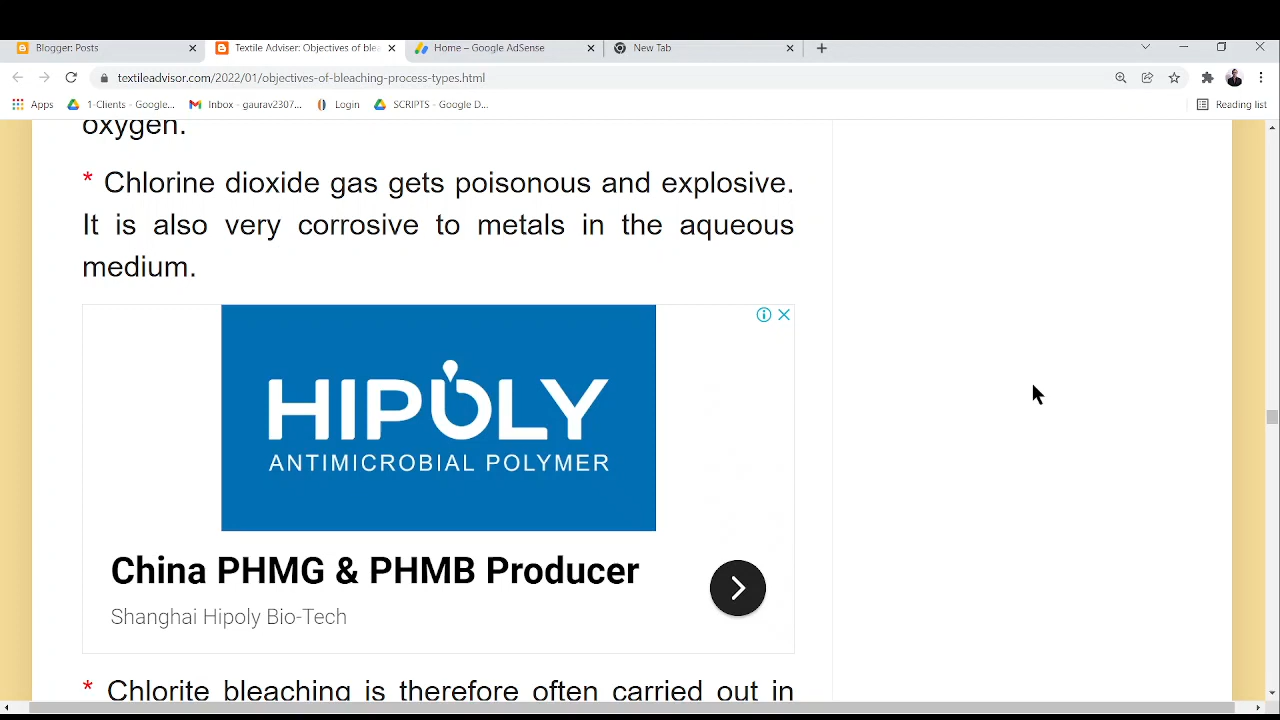 Blogger: Posts
Textile Adviser: Objectives of ble
Home – Google AdSense
New Tab
textileadvisor.com/2022/01/objectives-of-bleaching-process-types.html
Apps
1-Clients - Google...
Inbox - gaurav2307...
Login
SCRIPTS - Google D...
Reading list
oxygen.
* Chlorine dioxide gas gets poisonous and explosive.
It is also very corrosive to metals in the aqueous
medium.
HIPOLY
ANTIMICROBIAL POLYMER
China PHMG & PHMB Producer
Shanghai Hipoly Bio-Tech
* Chlorite bleaching is therefore often carried out in